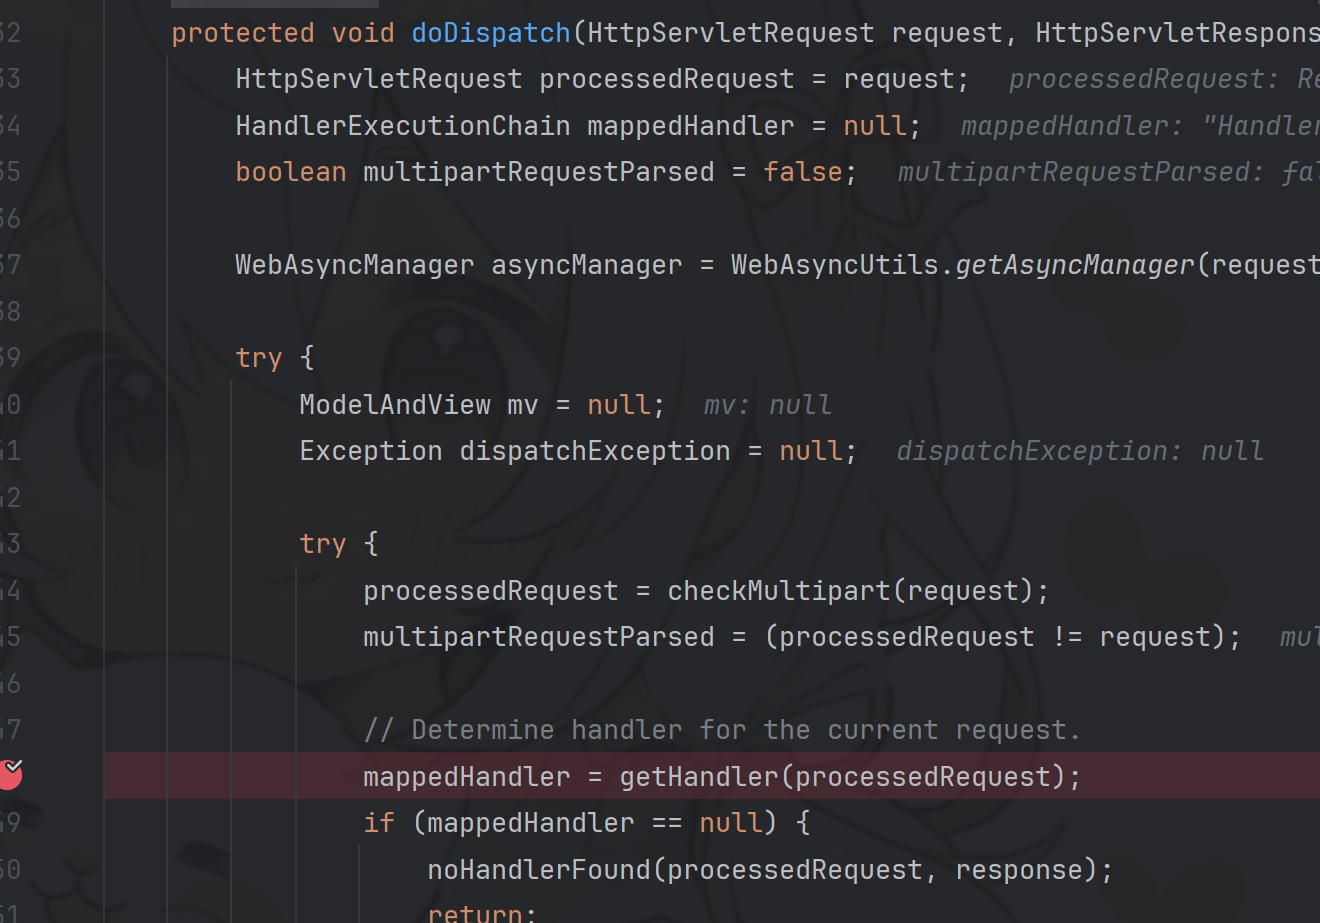 32 protected void doDispatch(HttpServletRequest request, HttpServletRespons
33 HttpServletRequest processedRequest = request; processedRequest: Re
34 HandlerExecutionChain mappedHandler = null; mappedHandler: "Handler
35 boolean multipartRequestParsed = false; multipartRequestParsed: fal
36
37 WebAsyncManager asyncManager = WebAsyncUtils.getAsyncManager(request
38
39 try {
40 ModelAndView mv = null; mv: null
41 Exception dispatchException = null; dispatchException: null
42
43 try {
44 processedRequest = checkMultipart(request);
45 multipartRequestParsed = (processedRequest != request); mul
46
47 // Determine handler for the current request.
mappedHandler = getHandler(processedRequest);
49 if (mappedHandler == null) {
50 noHandlerFound(processedRequest, response);
51 return;